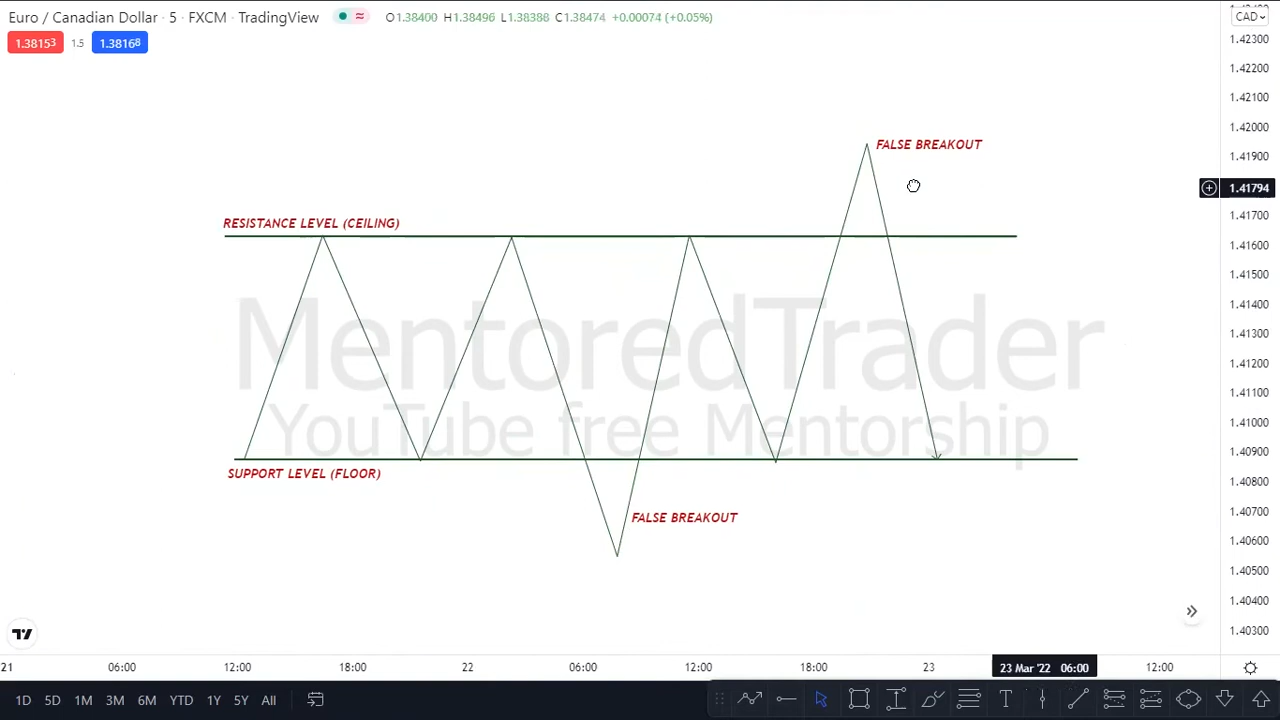 Euro / Canadian Dollar · 5 · FXCM · TradingView
O1.38400 H1.38496 L1.38388 C1.38474 +0.00074 (+0.05%)
CAD
1.38153 1.5 1.38168
1.42300
1.42200
1.42100
1.42000
1.41900
1.41794
1.41700
1.41600
1.41500
1.41400
1.41300
1.41200
1.41100
1.41000
1.40900
1.40800
1.40700
1.40600
1.40500
1.40400
1.40300
FALSE BREAKOUT
RESISTANCE LEVEL (CEILING)
MentoredTrader
YouTube free Mentorship
SUPPORT LEVEL (FLOOR)
FALSE BREAKOUT
21 06:00 12:00 18:00 22 06:00 12:00 18:00 23 23 Mar '22 06:00 12:00
1D 5D 1M 3M 6M YTD 1Y 5Y All